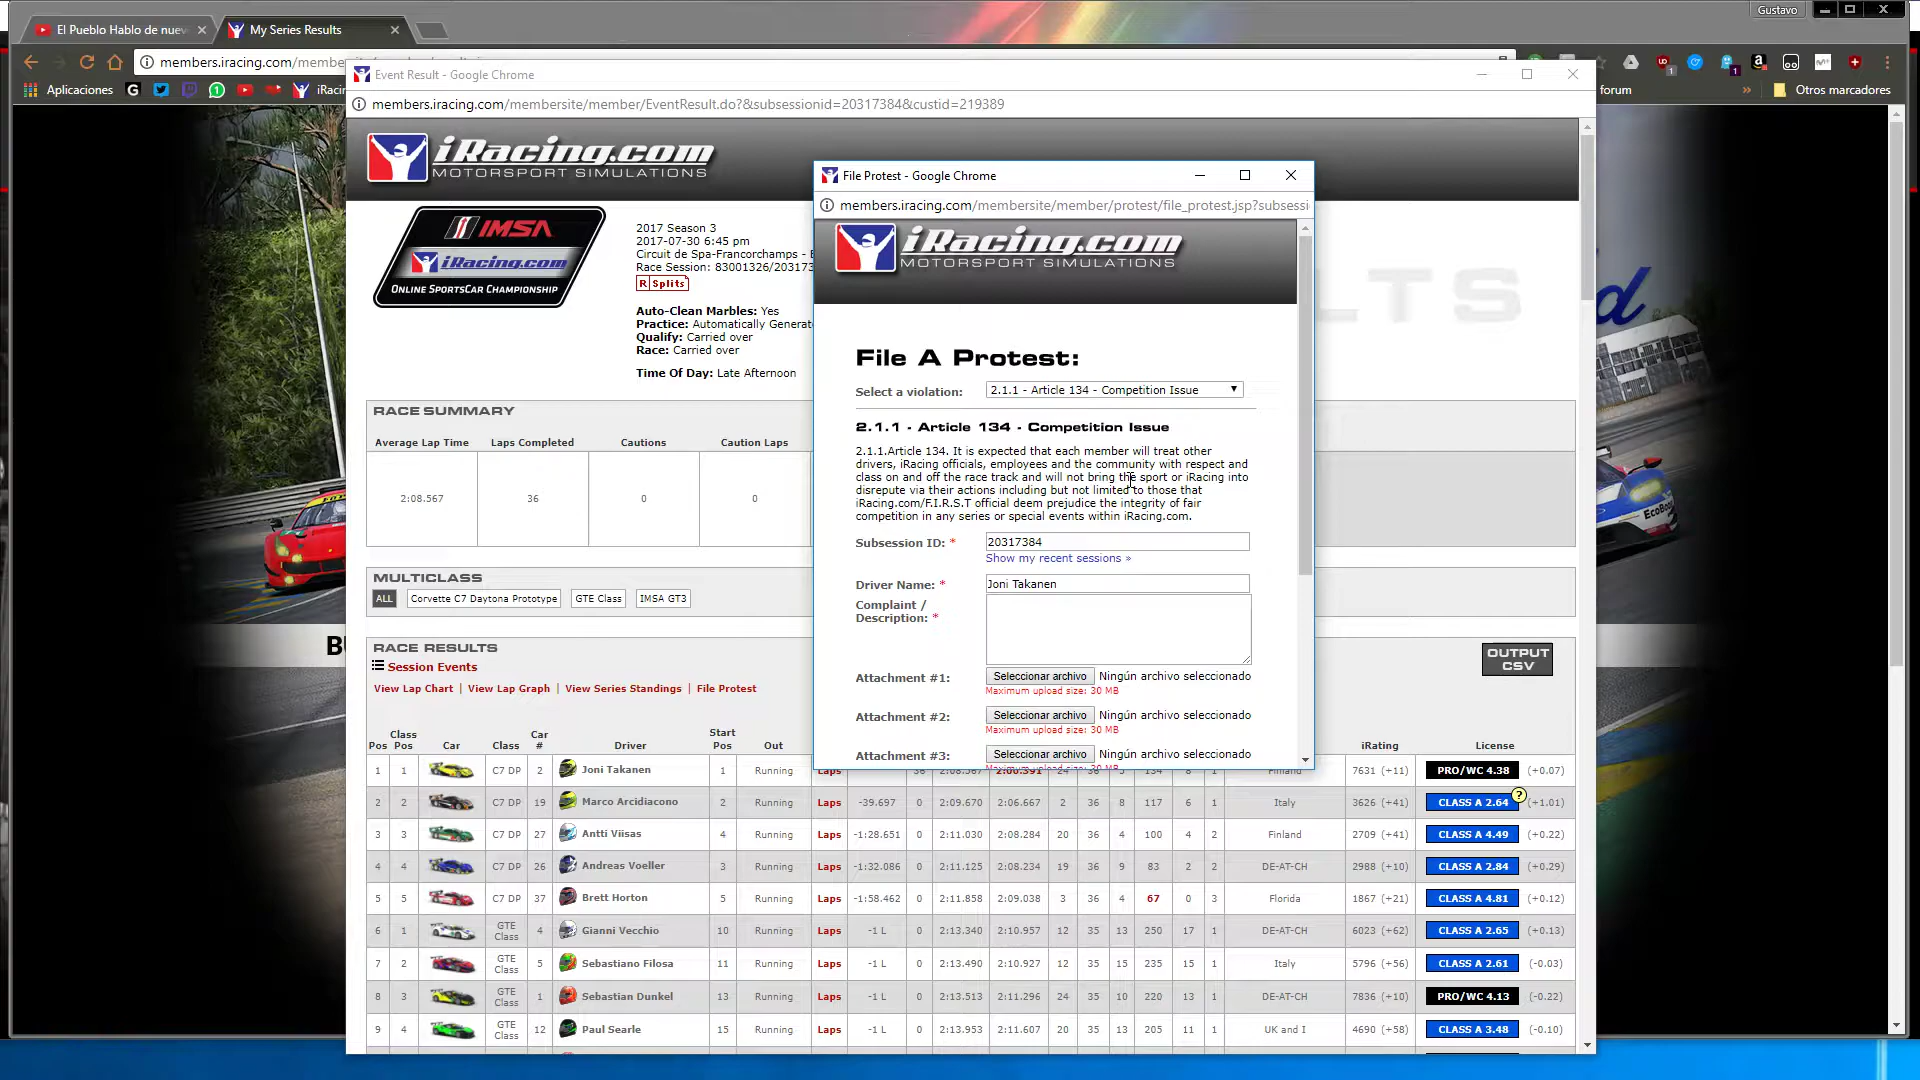 Gustavo
El Pueblo Hablo de nuev
My Series Results
members.iracing.com/membe
Aplicaciones
iRacin
forum
Otros marcadores
Event Result - Google Chrome
members.iracing.com/membersite/member/EventResult.do?&subsessionid=20317384&custid=219389
iRacing.com
MOTORSPORT SIMULATIONS
IMSA
iRacing.com
ONLINE SPORTSCAR CHAMPIONSHIP
2017 Season 3
2017-07-30 6:45 pm
Circuit de Spa-Francorchamps -
Race Session: 83001326/203173
R Splits
Auto-Clean Marbles: Yes
Practice: Automatically Generat
Qualify: Carried over
Race: Carried over
Time Of Day: Late Afternoon
LTS
RACE SUMMARY
Average Lap Time Laps Completed Cautions Caution Laps
2:08.567 36 0 0
MULTICLASS
ALL Corvette C7 Daytona Prototype GTE Class IMSA GT3
RACE RESULTS
Session Events
View Lap Chart | View Lap Graph | View Series Standings | File Protest
OUTPUT CSV
File Protest - Google Chrome
members.iracing.com/membersite/member/protest/file_protest.jsp?subsessi
iRacing.com
MOTORSPORT SIMULATIONS
File A Protest:
Select a violation: 2.1.1 - Article 134 - Competition Issue
2.1.1 - Article 134 - Competition Issue
2.1.1.Article 134. It is expected that each member will treat other
drivers, iRacing officials, employees and the community with respect and
class on and off the race track and will not bring the sport or iRacing into
disrepute via their actions including but not limited to those that
iRacing.com/F.I.R.S.T official deem prejudice the integrity of fair
competition in any series or special events within iRacing.com.
Subsession ID: * 20317384
Show my recent sessions »
Driver Name: * Joni Takanen
Complaint /
Description: *
Attachment #1: Seleccionar archivo Ningún archivo seleccionado
Maximum upload size: 30 MB
Attachment #2: Seleccionar archivo Ningún archivo seleccionado
Maximum upload size: 30 MB
Attachment #3: Seleccionar archivo Ningún archivo seleccionado
Maximum upload size: 30 MB
Pos Class Pos Car Class Car # Driver Start Pos Out iRating License
1 1 C7 DP 2 Joni Takanen 1 Running Laps 36 2:08.567 2:00.391 24 36 5 134 8 1 Finland 7631 (+11) PRO/WC 4.38 (+0.07)
2 2 C7 DP 19 Marco Arcidiacono 2 Running Laps -39.697 0 2:09.670 2:06.667 2 36 8 117 6 1 Italy 3626 (+41) CLASS A 2.64 ? (+1.01)
3 3 C7 DP 27 Antti Viisas 4 Running Laps -1:28.651 0 2:11.030 2:08.284 20 36 4 100 4 2 Finland 2709 (+41) CLASS A 4.49 (+0.22)
4 4 C7 DP 26 Andreas Voeller 3 Running Laps -1:32.086 0 2:11.125 2:08.234 19 36 9 83 2 2 DE-AT-CH 2988 (+10) CLASS A 2.84 (+0.29)
5 5 C7 DP 37 Brett Horton 5 Running Laps -1:58.462 0 2:11.858 2:09.038 3 36 4 67 0 3 Florida 1867 (+21) CLASS A 4.81 (+0.12)
6 1 GTE Class 4 Gianni Vecchio 10 Running Laps -1 L 0 2:13.340 2:10.957 12 35 13 250 17 1 DE-AT-CH 6023 (+62) CLASS A 2.65 (+0.13)
7 2 GTE Class 5 Sebastiano Filosa 11 Running Laps -1 L 0 2:13.490 2:10.927 12 35 15 235 15 1 Italy 5796 (+56) CLASS A 2.61 (-0.03)
8 3 GTE Class 1 Sebastian Dunkel 13 Running Laps -1 L 0 2:13.513 2:11.296 24 35 10 220 13 1 DE-AT-CH 7836 (+10) PRO/WC 4.13 (-0.22)
9 4 GTE Class 12 Paul Searle 15 Running Laps -1 L 0 2:13.953 2:11.607 20 35 13 205 11 1 UK and I 4690 (+58) CLASS A 3.48 (-0.10)